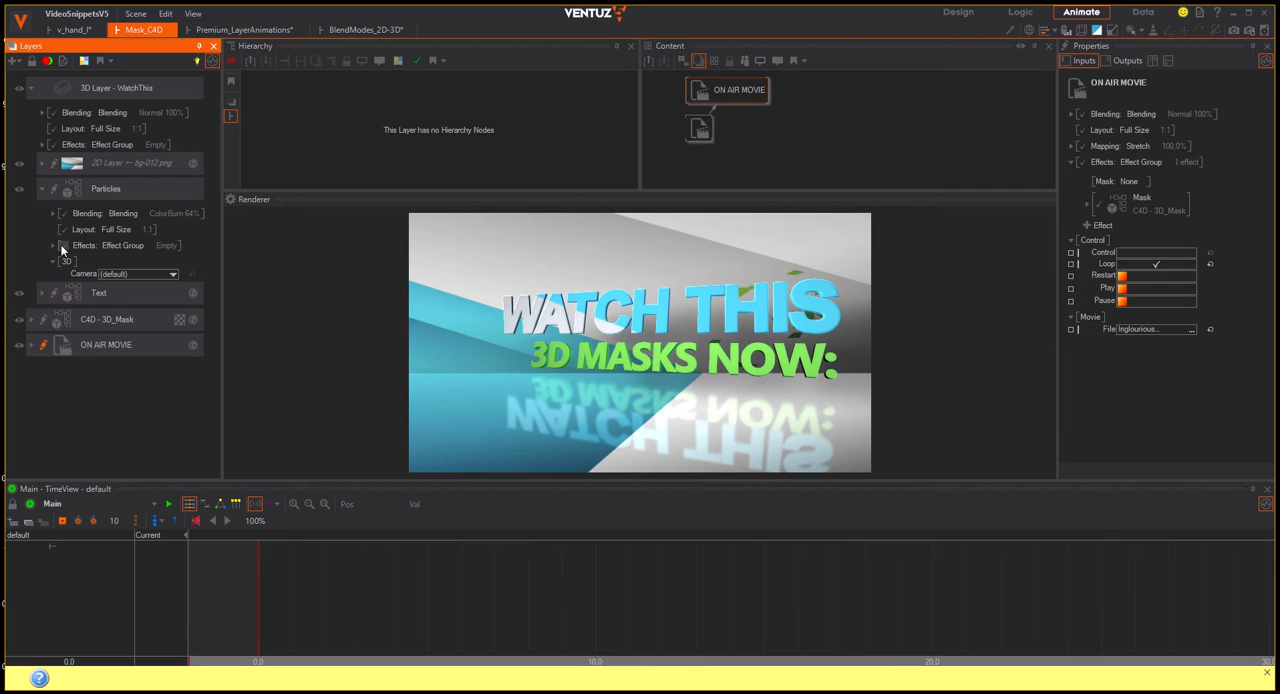 VideoSnippetsV5 Scene Edit View
VENTUZ
Design Logic Animate Data
v_hand_l* Mask_C4D Premium_LayerAnimations* BlendModes_2D-3D*
Layers
Hierarchy
Content
Properties
Inputs Outputs
3D Layer - WatchThis
Blending: Blending Normal 100%
Layout: Full Size 1:1
Effects: Effect Group Empty
2D Layer ← bg-012.png
Particles
Blending: Blending ColorBurn 64%
Layout: Full Size 1:1
Effects: Effect Group Empty
3D
Camera (default)
Text
C4D - 3D_Mask
ON AIR MOVIE
This Layer has no Hierarchy Nodes
ON AIR MOVIE
Renderer
WATCH THIS
3D MASKS NOW:
ON AIR MOVIE
Blending: Blending Normal 100%
Layout: Full Size 1:1
Mapping: Stretch 100.0%
Effects: Effect Group 1 effect
Mask: None
Mask
C4D - 3D_Mask
Effect
Control
Control
Loop
Restart
Play
Pause
Movie
File Inglourious... ...
Main - TimeView - default
Main Pos Val
10 100%
default Current
0,0 0.0 10.0 20.0 30.0